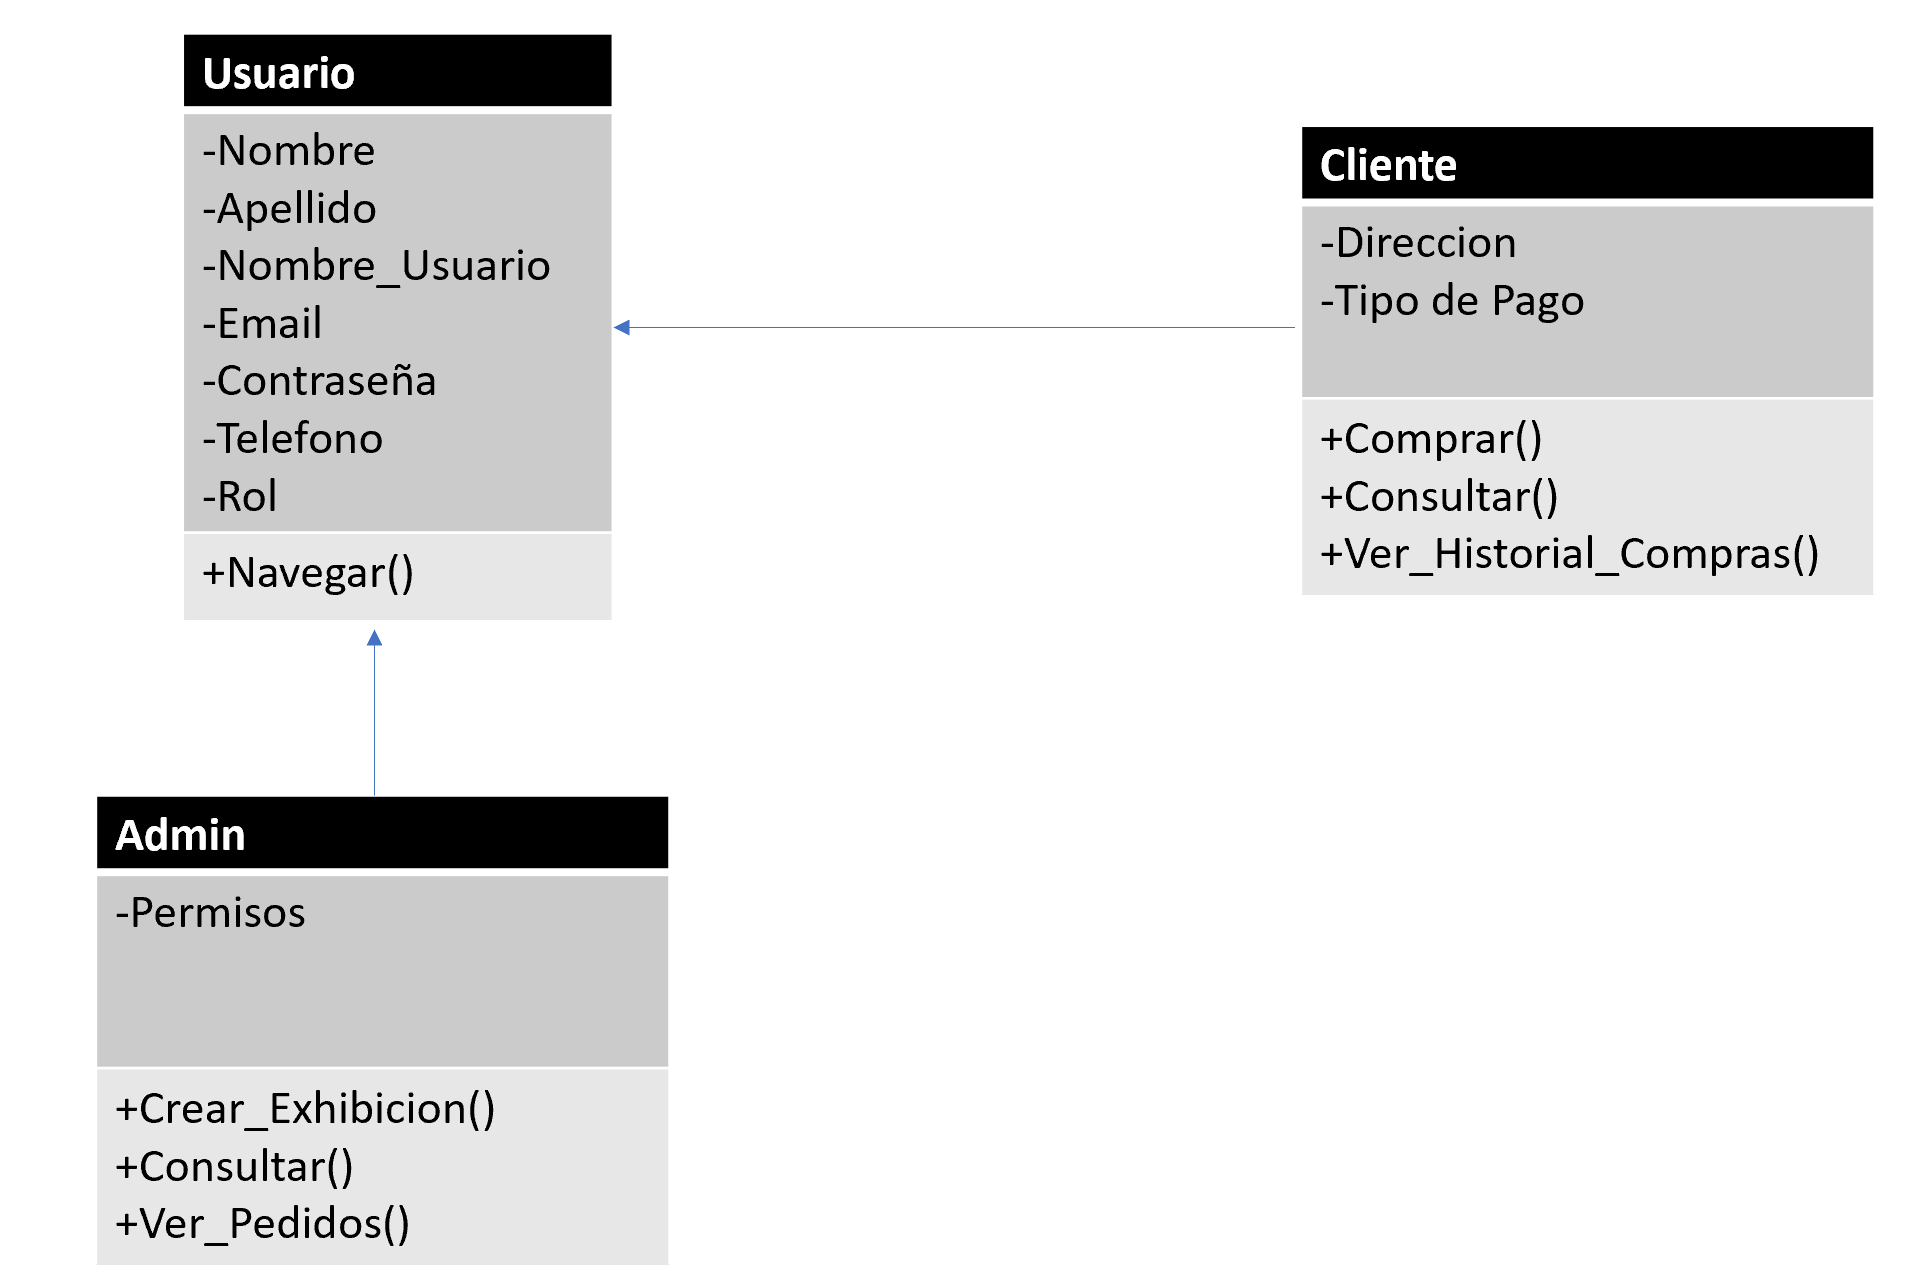 Usuario
-Nombre
-Apellido
-Nombre_Usuario
-Email
-Contraseña
-Telefono
-Rol
+Navegar()
Cliente
-Direccion
-Tipo de Pago
+Comprar()
+Consultar()
+Ver_Historial_Compras()
Admin
-Permisos
+Crear_Exhibicion()
+Consultar()
+Ver_Pedidos()